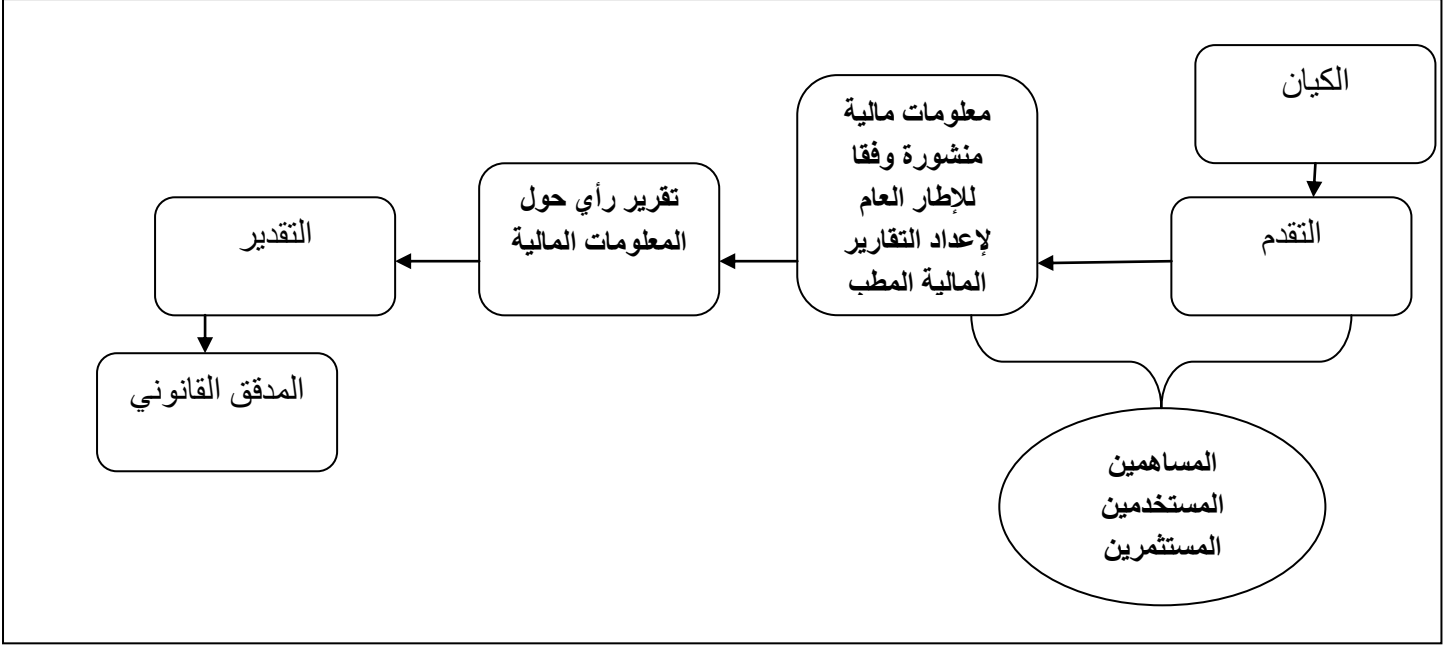 الكيان
التقدم
معلومات مالية
منشورة وفقا
للإطار العام
لإعداد التقارير
المالية المطب
تقرير رأي حول
المعلومات المالية
التقدير
المدقق القانوني
المساهمين
المستخدمين
المستثمرين